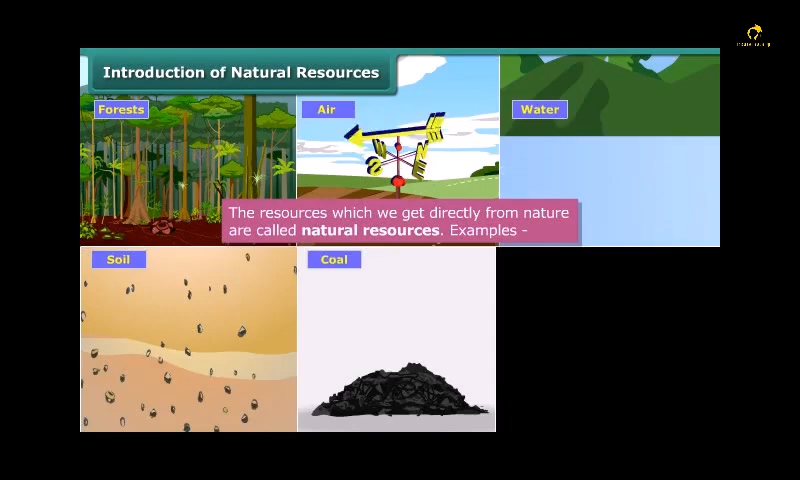 Introduction of Natural Resources
Forests
Air
Water
The resources which we get directly from nature
are called natural resources. Examples -
Soil
Coal